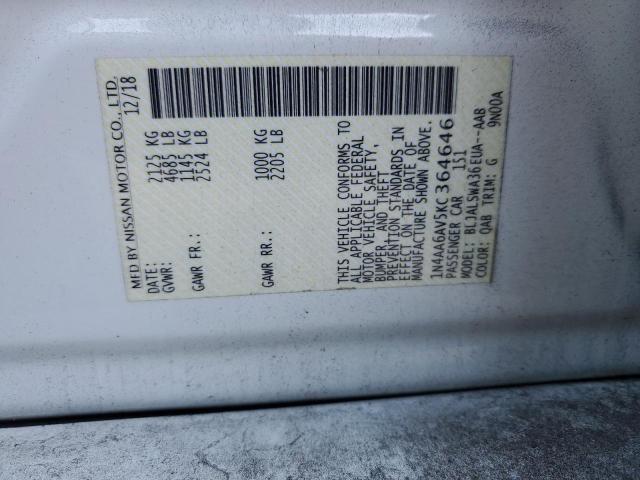 MFD BY NISSAN MOTOR CO., LTD.
DATE: 12/18
GVWR: 2125 KG
4685 LB
GAWR FR.: 1145 KG
2524 LB
GAWR RR.: 1000 KG
2205 LB
THIS VEHICLE CONFORMS TO
ALL APPLICABLE FEDERAL
MOTOR VEHICLE SAFETY,
BUMPER, AND THEFT
PREVENTION STANDARDS IN
EFFECT ON THE DATE OF
MANUFACTURE SHOWN ABOVE.
1N4AA6AV5KC364646
PASSENGER CAR 151
MODEL: BLJALSWA36EUA--AAB
COLOR: QAB TRIM: G 9N00A